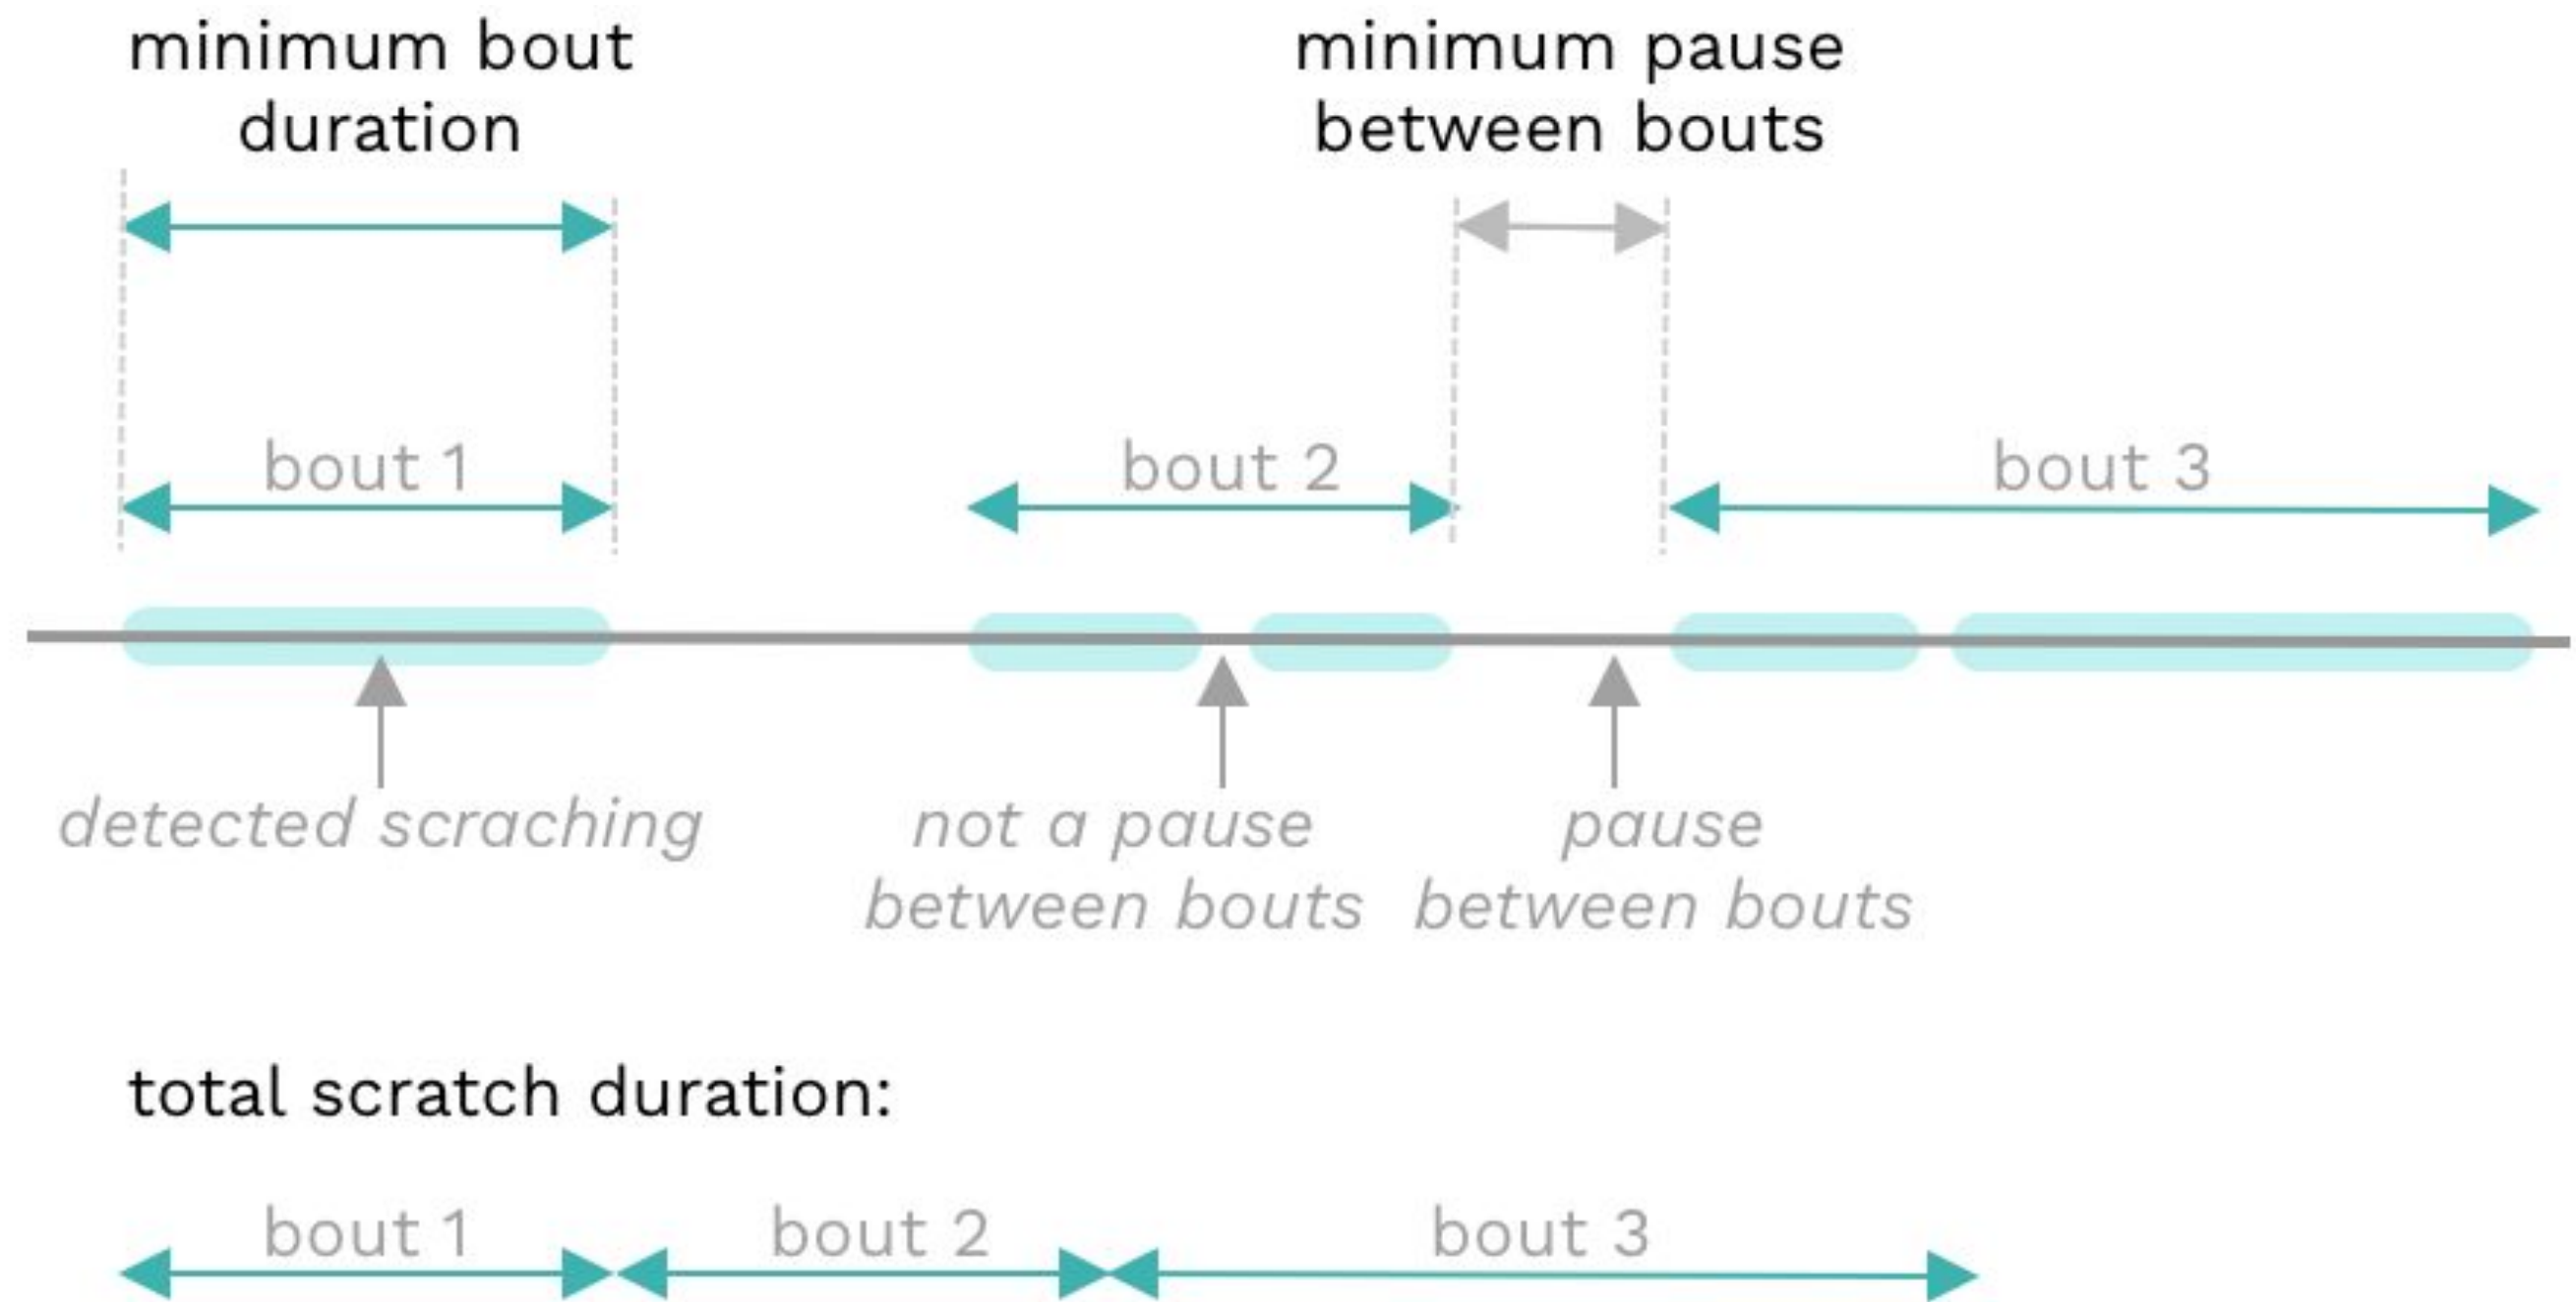 minimum bout
duration
minimum pause
between bouts
bout 1
bout 2
bout 3
detected scraching
not a pause
between bouts
pause
between bouts
total scratch duration:
bout 1
bout 2
bout 3